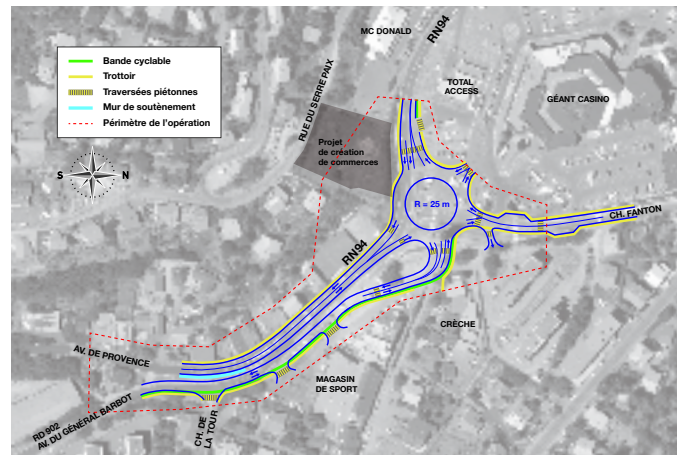 MC DONALD
RN94
Bande cyclable
Trottoir
Traversées piétonnes
Mur de soutènement
Périmètre de l'opération
RUE DU SERRE PAIX
TOTAL
ACCESS
GÉANT CASINO
Projet
de création
de commerces
S
N
R = 25 m
CH. FANTON
RN94
CRÈCHE
AV. DE PROVENCE
MAGASIN
DE SPORT
RD 902
AV. DU GÉNÉRAL BARBOT
CH. DE
LA TOUR